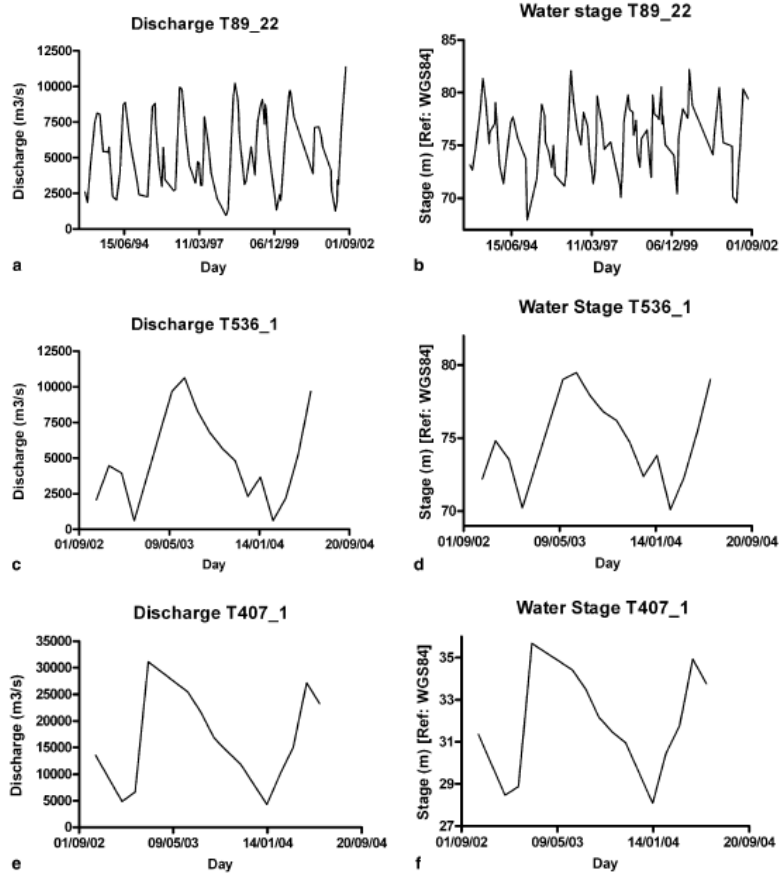 Discharge T89_22
Discharge (m3/s)
12500
10000
7500
5000
2500
0
15/06/94 11/03/97 06/12/99 01/09/02
Day
a
Water stage T89_22
Stage (m) [Ref: WGS84]
85
80
75
70
15/06/94 11/03/97 06/12/99 01/09/02
Day
b
Discharge T536_1
Discharge (m3/s)
12500
10000
7500
5000
2500
0
01/09/02 09/05/03 14/01/04 20/09/04
Day
c
Water Stage T536_1
Stage (m) [Ref: WGS84]
80
75
70
01/09/02 09/05/03 14/01/04 20/09/04
Day
d
Discharge T407_1
Discharge (m3/s)
35000
30000
25000
20000
15000
10000
5000
0
01/09/02 09/05/03 14/01/04 20/09/04
Day
e
Water Stage T407_1
Stage (m) [Ref: WGS84]
35
33
31
29
27
01/09/02 09/05/03 14/01/04 20/09/04
Day
f